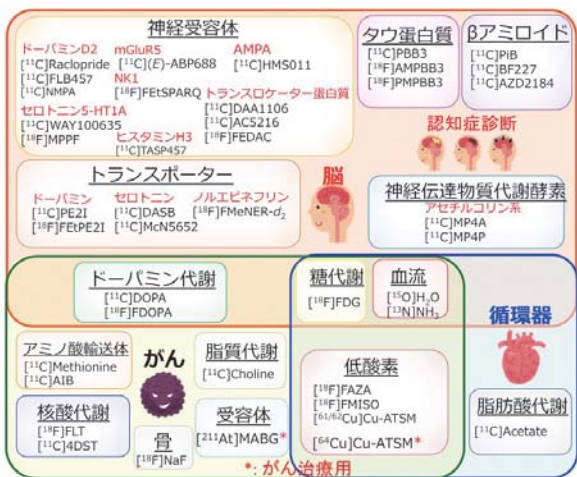 神経受容体
ドーパミンD2
[¹¹C]Raclopride
[¹¹C]FLB457
[¹¹C]NMPA
mGluR5
[¹¹C](E)-ABP688
NK1
[¹⁸F]FEtSPARQ
AMPA
[¹¹C]HMS011
トランスロケーター蛋白質
[¹¹C]DAA1106
[¹¹C]AC5216
[¹⁸F]FEDAC
セロトニン5-HT1A
[¹¹C]WAY100635
[¹⁸F]MPPF
ヒスタミンH3
[¹¹C]TASP457
タウ蛋白質
[¹¹C]PBB3
[¹⁸F]AMPBB3
[¹⁸F]PMPBB3
βアミロイド
[¹¹C]PiB
[¹¹C]BF227
[¹¹C]AZD2184
認知症診断
トランスポーター
ドーパミン
[¹¹C]PE2I
[¹⁸F]FEtPE2I
セロトニン
[¹¹C]DASB
[¹¹C]McN5652
ノルエピネフリン
[¹⁸F]FMeNER-d₂
脳
神経伝達物質代謝酵素
アセチルコリン系
[¹¹C]MP4A
[¹¹C]MP4P
ドーパミン代謝
[¹¹C]DOPA
[¹⁸F]FDOPA
糖代謝
[¹⁸F]FDG
血流
[¹⁵O]H₂O
[¹³N]NH₃
循環器
アミノ酸輸送体
[¹¹C]Methionine
[¹¹C]AIB
がん
脂質代謝
[¹¹C]Choline
低酸素
[¹⁸F]FAZA
[¹⁸F]FMISO
[⁶¹/⁶²Cu]Cu-ATSM
[⁶⁴Cu]Cu-ATSM*
脂肪酸代謝
[¹¹C]Acetate
核酸代謝
[¹⁸F]FLT
[¹¹C]4DST
骨
[¹⁸F]NaF
受容体
[²¹¹At]MABG*
*: がん治療用